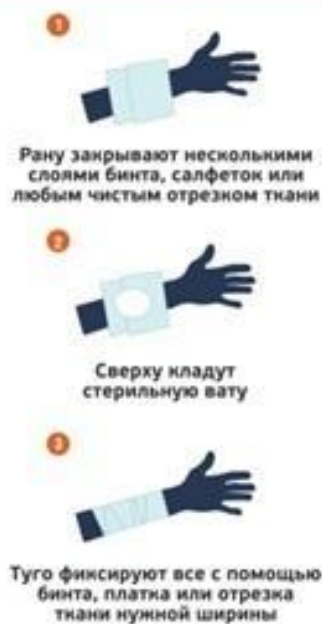 1
Рану закрывают несколькими
слоями бинта, салфеток или
любым чистым отрезком ткани
2
Сверху кладут
стерильную вату
3
Туго фиксируют все с помощью
бинта, платка или отрезка
ткани нужной ширины